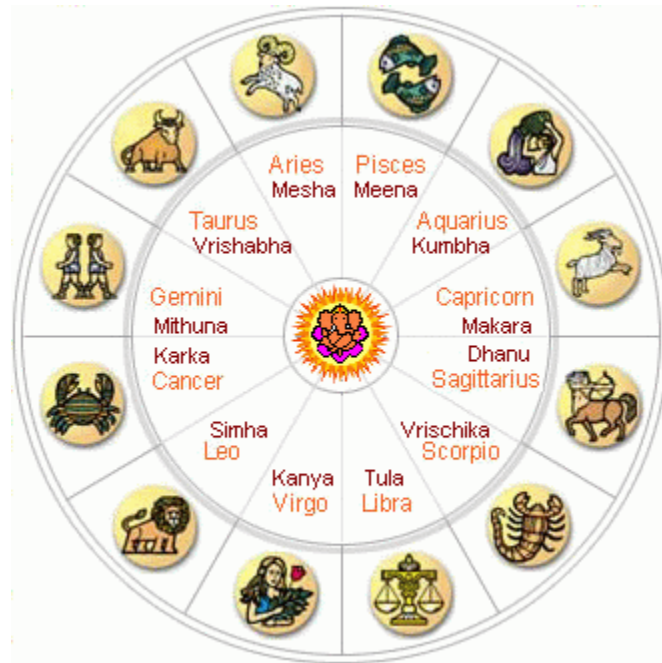 Aries
Mesha
Pisces
Meena
Taurus
Vrishabha
Aquarius
Kumbha
Gemini
Mithuna
Capricorn
Makara
Karka
Cancer
Dhanu
Sagittarius
Simha
Leo
Vrischika
Scorpio
Kanya
Virgo
Tula
Libra